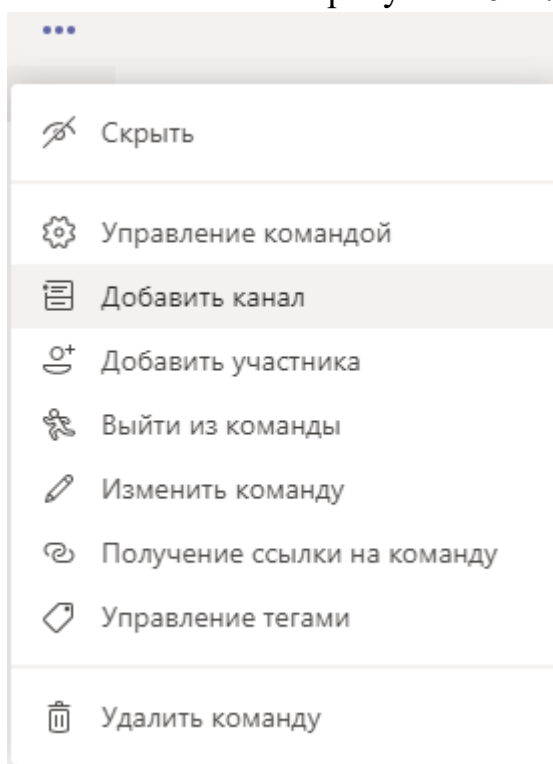 Скрыть
Управление командой
Добавить канал
Добавить участника
Выйти из команды
Изменить команду
Получение ссылки на команду
Управление тегами
Удалить команду